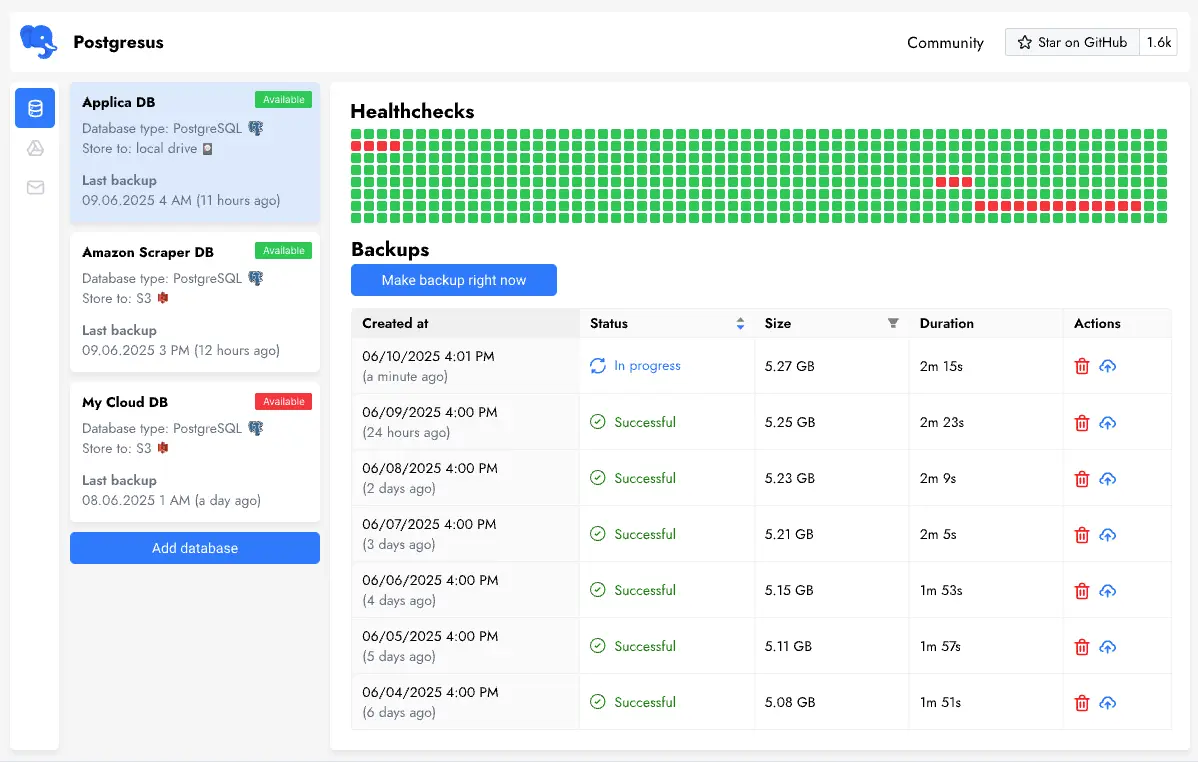 Postgresus
Community
Star on GitHub
1.6k
Applica DB
Available
Database type: PostgreSQL
Store to: local drive
Last backup
09.06.2025 4 AM (11 hours ago)
Amazon Scraper DB
Available
Database type: PostgreSQL
Store to: S3
Last backup
09.06.2025 3 PM (12 hours ago)
My Cloud DB
Available
Database type: PostgreSQL
Store to: S3
Last backup
08.06.2025 1 AM (a day ago)
Add database
Healthchecks
Backups
Make backup right now
Created at Status Size Duration Actions
06/10/2025 4:01 PM
(a minute ago)
In progress 5.27 GB 2m 15s
06/09/2025 4:00 PM
(24 hours ago)
Successful 5.25 GB 2m 23s
06/08/2025 4:00 PM
(2 days ago)
Successful 5.23 GB 2m 9s
06/07/2025 4:00 PM
(3 days ago)
Successful 5.21 GB 2m 5s
06/06/2025 4:00 PM
(4 days ago)
Successful 5.15 GB 1m 53s
06/05/2025 4:00 PM
(5 days ago)
Successful 5.11 GB 1m 57s
06/04/2025 4:00 PM
(6 days ago)
Successful 5.08 GB 1m 51s